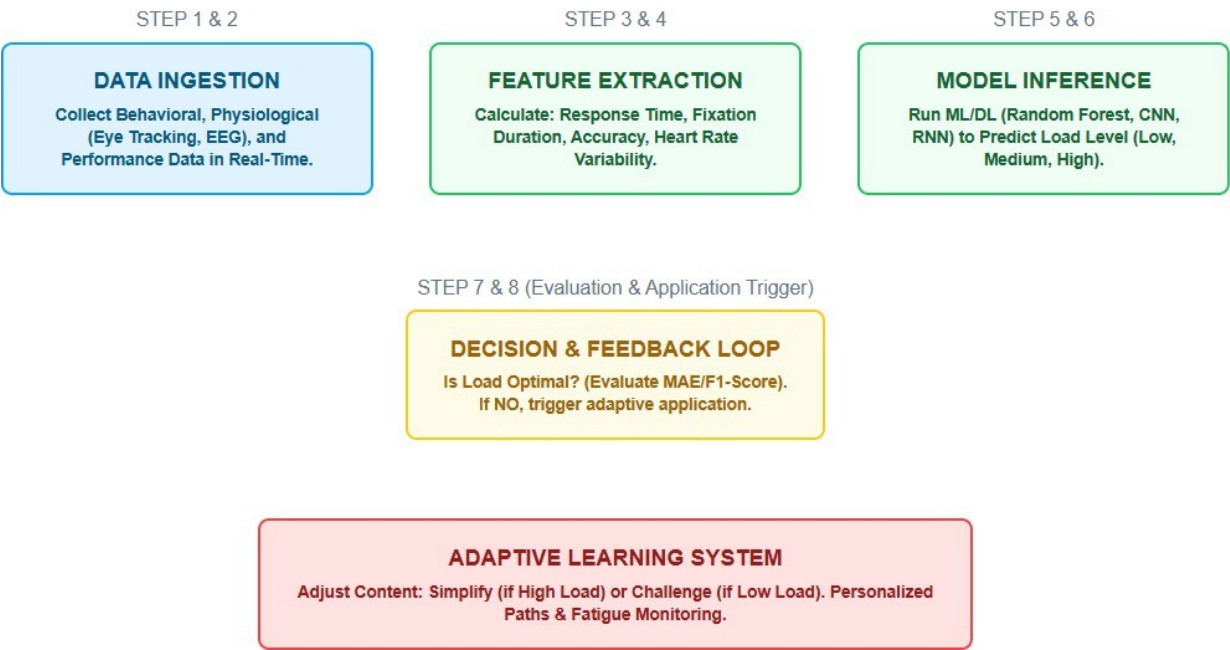 STEP 1 & 2
DATA INGESTION
Collect Behavioral, Physiological
(Eye Tracking, EEG), and
Performance Data in Real-Time.
STEP 3 & 4
FEATURE EXTRACTION
Calculate: Response Time, Fixation
Duration, Accuracy, Heart Rate
Variability.
STEP 5 & 6
MODEL INFERENCE
Run ML/DL (Random Forest, CNN,
RNN) to Predict Load Level (Low,
Medium, High).
STEP 7 & 8 (Evaluation & Application Trigger)
DECISION & FEEDBACK LOOP
Is Load Optimal? (Evaluate MAE/F1-Score).
If NO, trigger adaptive application.
ADAPTIVE LEARNING SYSTEM
Adjust Content: Simplify (if High Load) or Challenge (if Low Load). Personalized
Paths & Fatigue Monitoring.